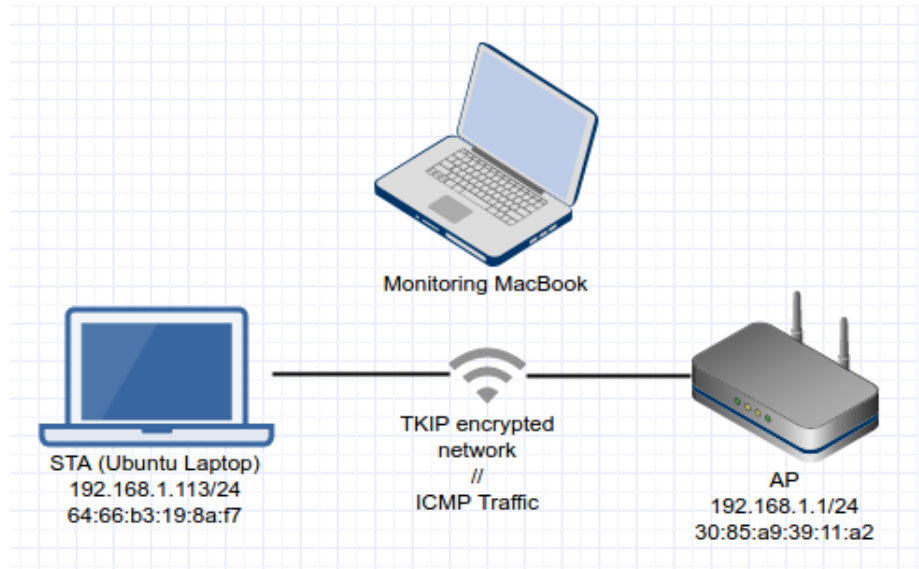 Monitoring MacBook
TKIP encrypted
network
//
ICMP Traffic
STA (Ubuntu Laptop)
192.168.1.113/24
64:66:b3:19:8a:f7
AP
192.168.1.1/24
30:85:a9:39:11:a2